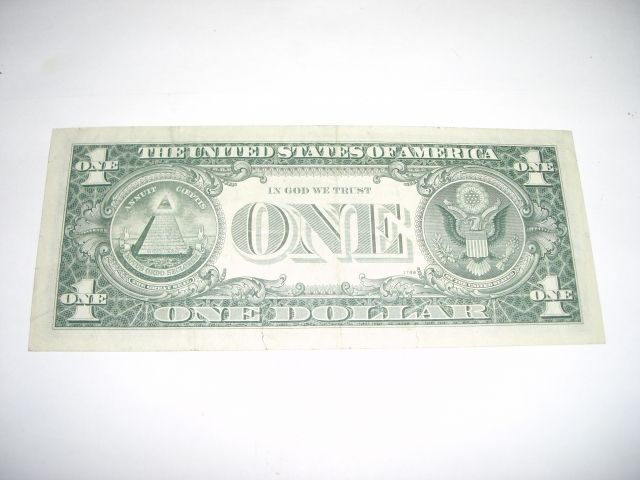 THE UNITED STATES OF AMERICA
1 ONE
1 ONE
ANNUIT CŒPTIS
IN GOD WE TRUST
ONE
1 ONE
1 ONE
ONE DOLLAR